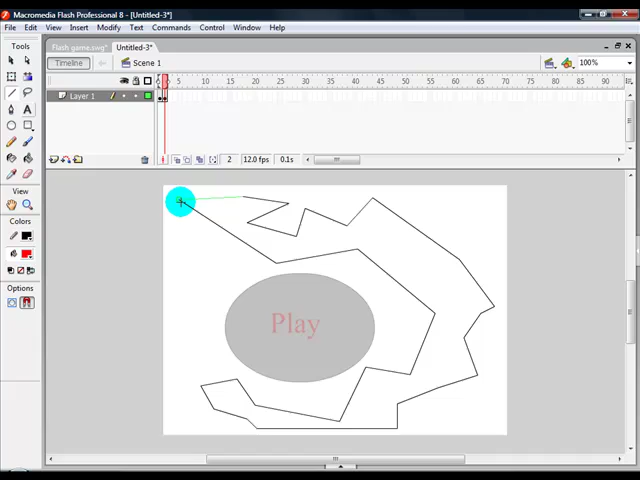 Macromedia Flash Professional 8 - [Untitled-3*]
File Edit View Insert Modify Text Commands Control Window Help
Tools
Flash game.swg* Untitled-3*
Timeline Scene 1 100%
5 10 15 20 25 30 35 40 45 50 55 60 65 70 75 80 85 90
Layer 1
A
2 12.0 fps 0.1s
View
Colors
Options
Play